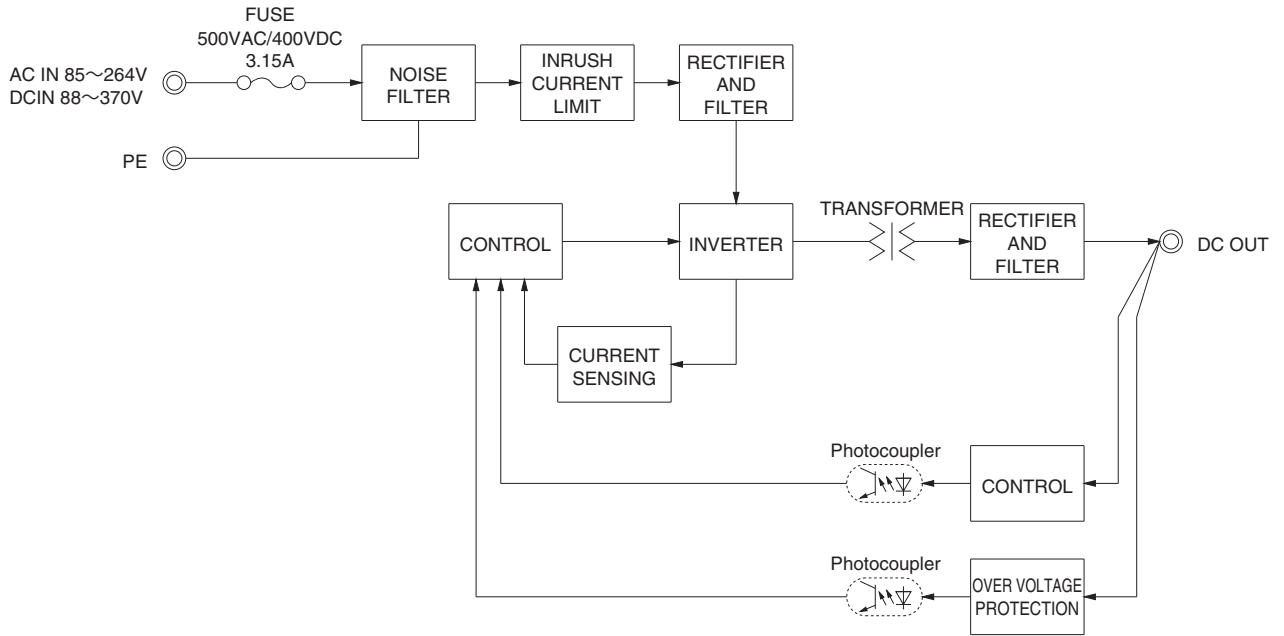 FUSE
500VAC/400VDC
3.15A
AC IN 85～264V
DCIN 88～370V
NOISE
FILTER
INRUSH
CURRENT
LIMIT
RECTIFIER
AND
FILTER
PE
CONTROL
INVERTER
TRANSFORMER
RECTIFIER
AND
FILTER
DC OUT
CURRENT
SENSING
Photocoupler
CONTROL
Photocoupler
OVER VOLTAGE
PROTECTION